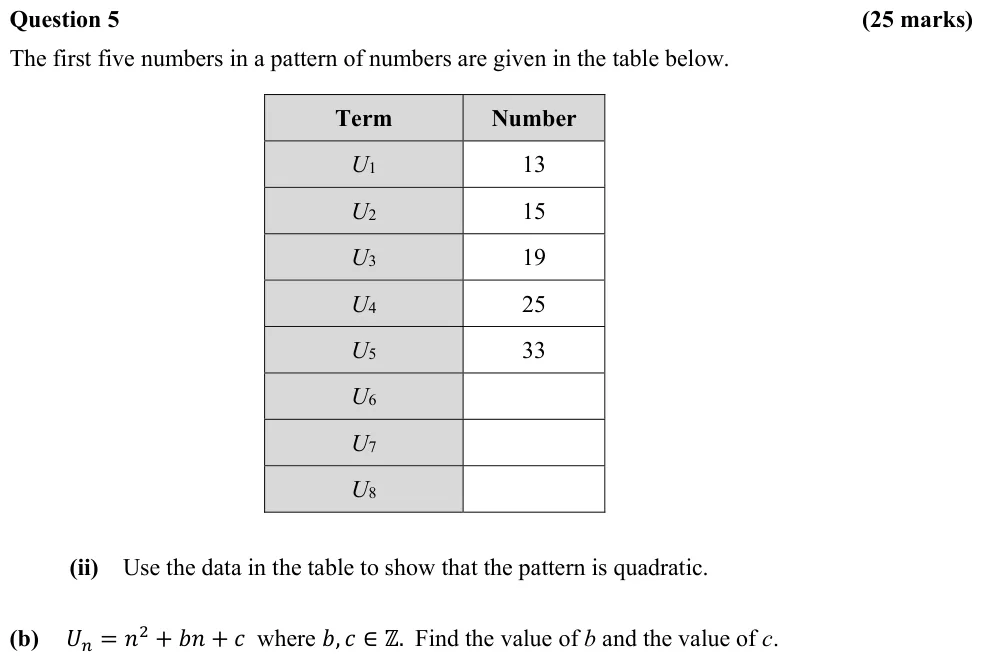 Question 5 (25 marks)
The first five numbers in a pattern of numbers are given in the table below.
Term Number
U₁ 13
U₂ 15
U₃ 19
U₄ 25
U₅ 33
U₆
U₇
U₈
(ii) Use the data in the table to show that the pattern is quadratic.
(b) Uₙ = n² + bn + c where b, c ∈ ℤ. Find the value of b and the value of c.